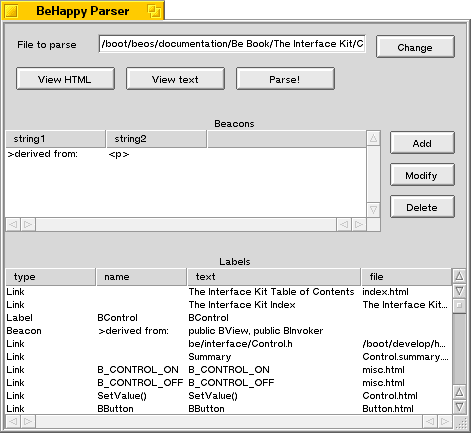 BeHappy Parser
File to parse /boot/beos/documentation/Be Book/The Interface Kit/C Change
View HTML View text Parse!
Beacons
string1 string2
>derived from: <p>
Add
Modify
Delete
Labels
type name text file
Link The Interface Kit Table of Contents index.html
Link The Interface Kit Index The Interface Kit...
Label BControl BControl
Beacon >derived from: public BView, public BInvoker
Link be/interface/Control.h /boot/develop/h...
Link Summary Control.summary....
Link B_CONTROL_ON B_CONTROL_ON misc.html
Link B_CONTROL_OFF B_CONTROL_OFF misc.html
Link SetValue() SetValue() Control.html
Link BButton BButton Button.html